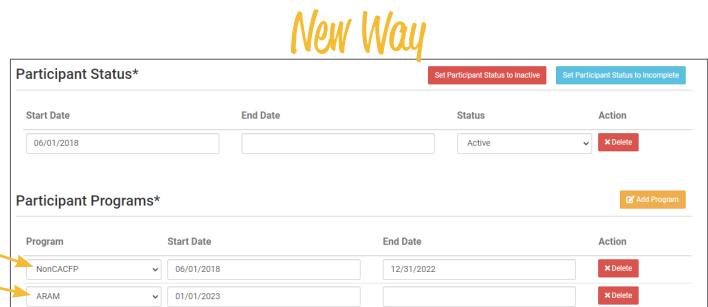 New Way
Participant Status*
Set Participant Status to Inactive
Set Participant Status to Incomplete
Start Date End Date Status Action
06/01/2018 Active Delete
Participant Programs*
Add Program
Program Start Date End Date Action
NonCACFP 06/01/2018 12/31/2022 Delete
ARAM 01/01/2023 Delete